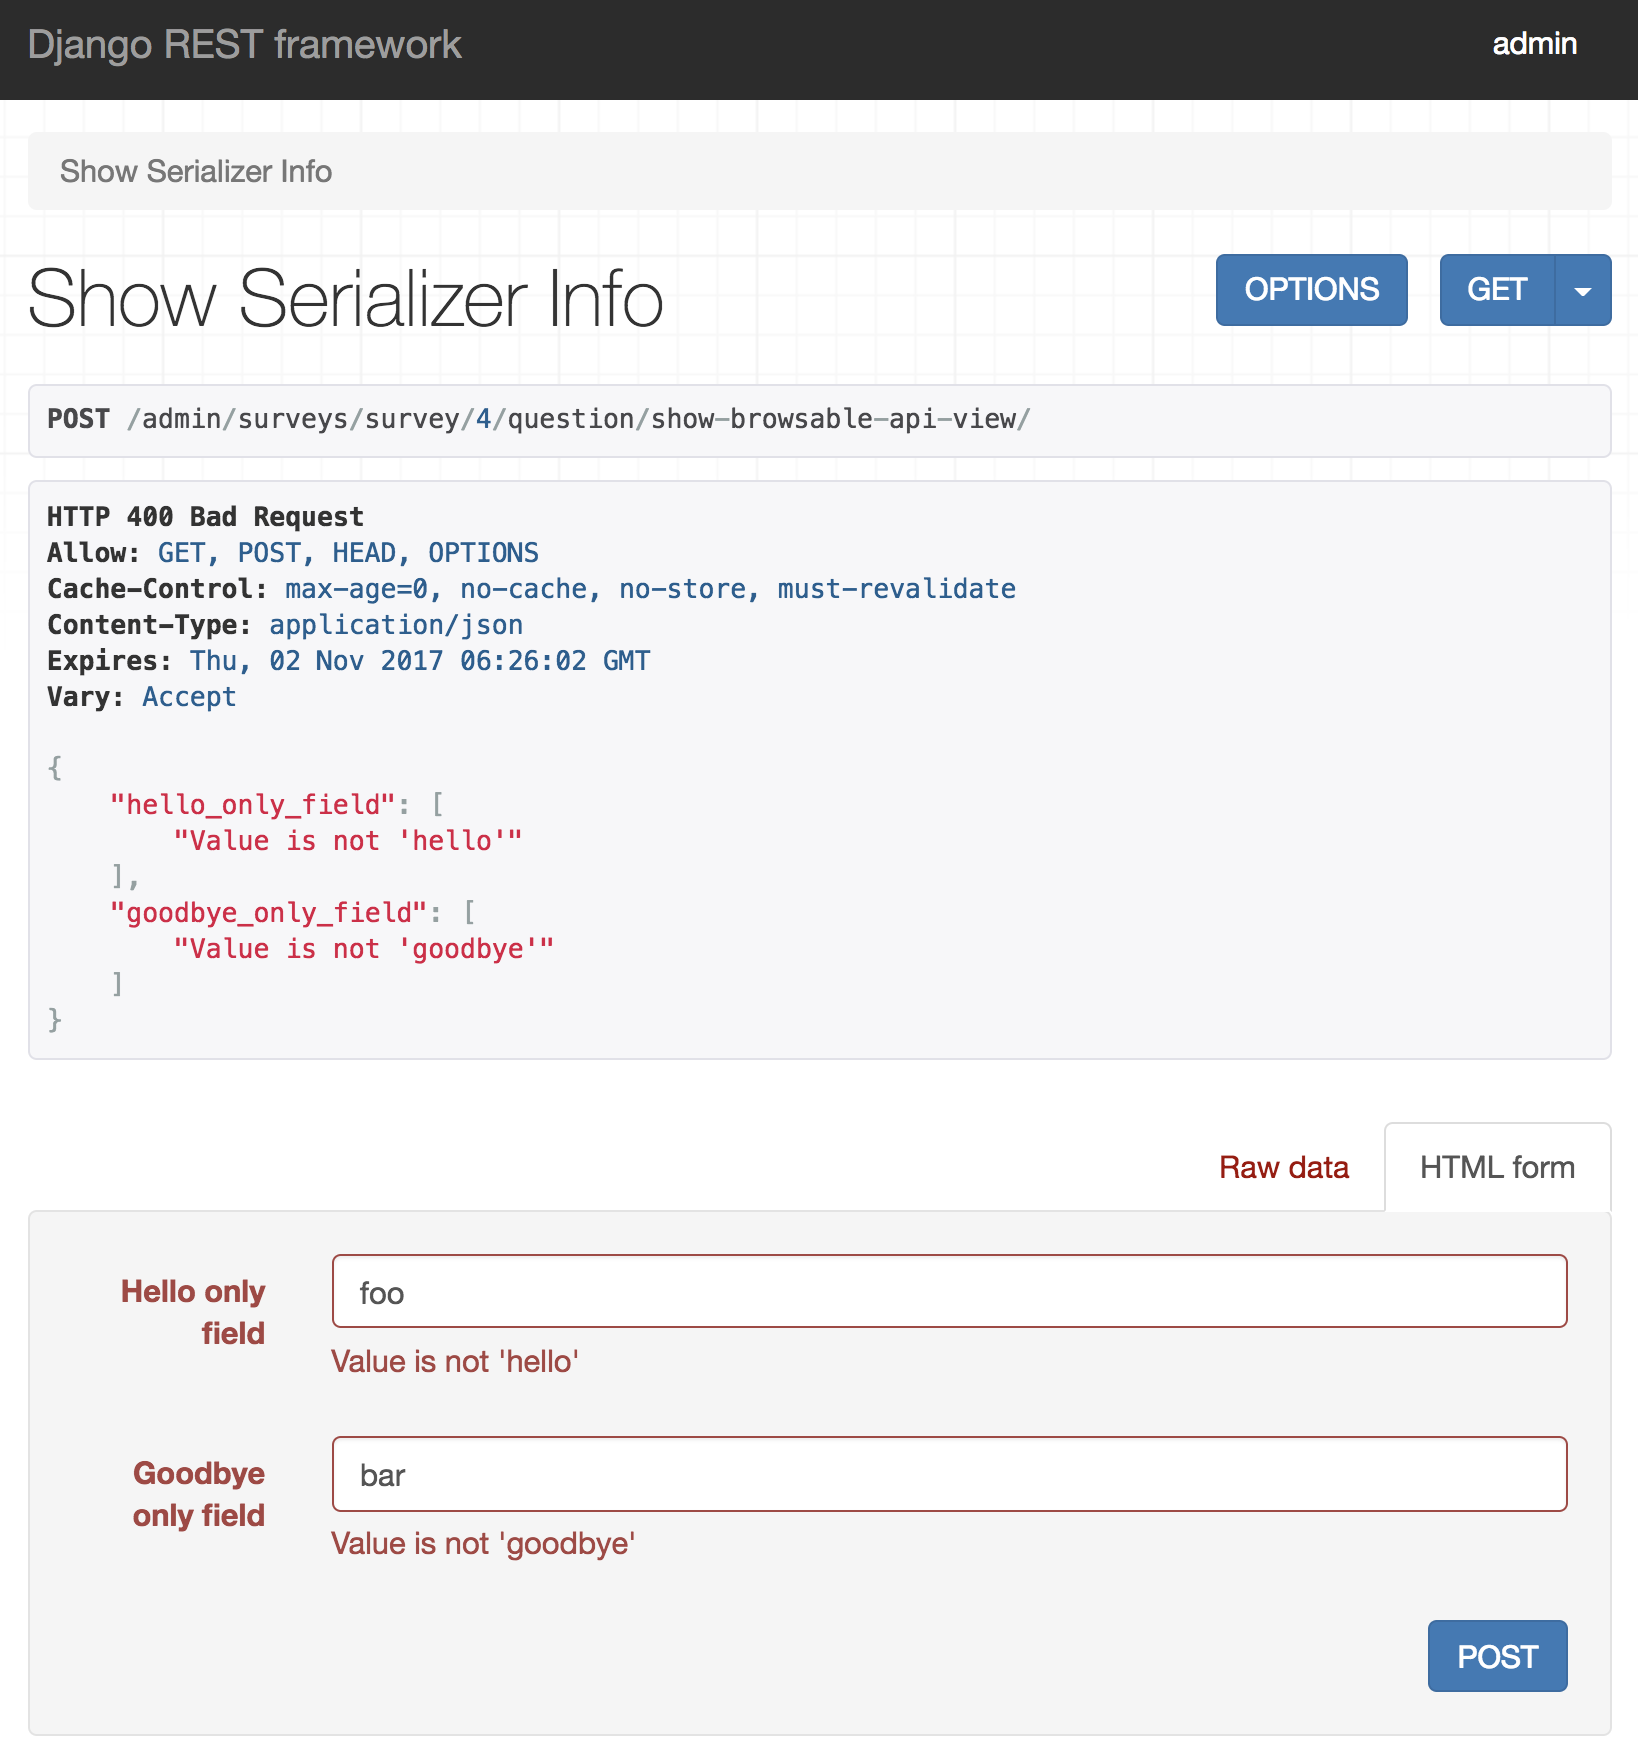 Django REST framework
admin
Show Serializer Info
Show Serializer Info
OPTIONS
GET
POST /admin/surveys/survey/4/question/show-browsable-api-view/
HTTP 400 Bad Request
Allow: GET, POST, HEAD, OPTIONS
Cache-Control: max-age=0, no-cache, no-store, must-revalidate
Content-Type: application/json
Expires: Thu, 02 Nov 2017 06:26:02 GMT
Vary: Accept
{
    "hello_only_field": [
        "Value is not 'hello'"
    ],
    "goodbye_only_field": [
        "Value is not 'goodbye'"
    ]
}
Raw data
HTML form
Hello only
field
foo
Value is not 'hello'
Goodbye
only field
bar
Value is not 'goodbye'
POST